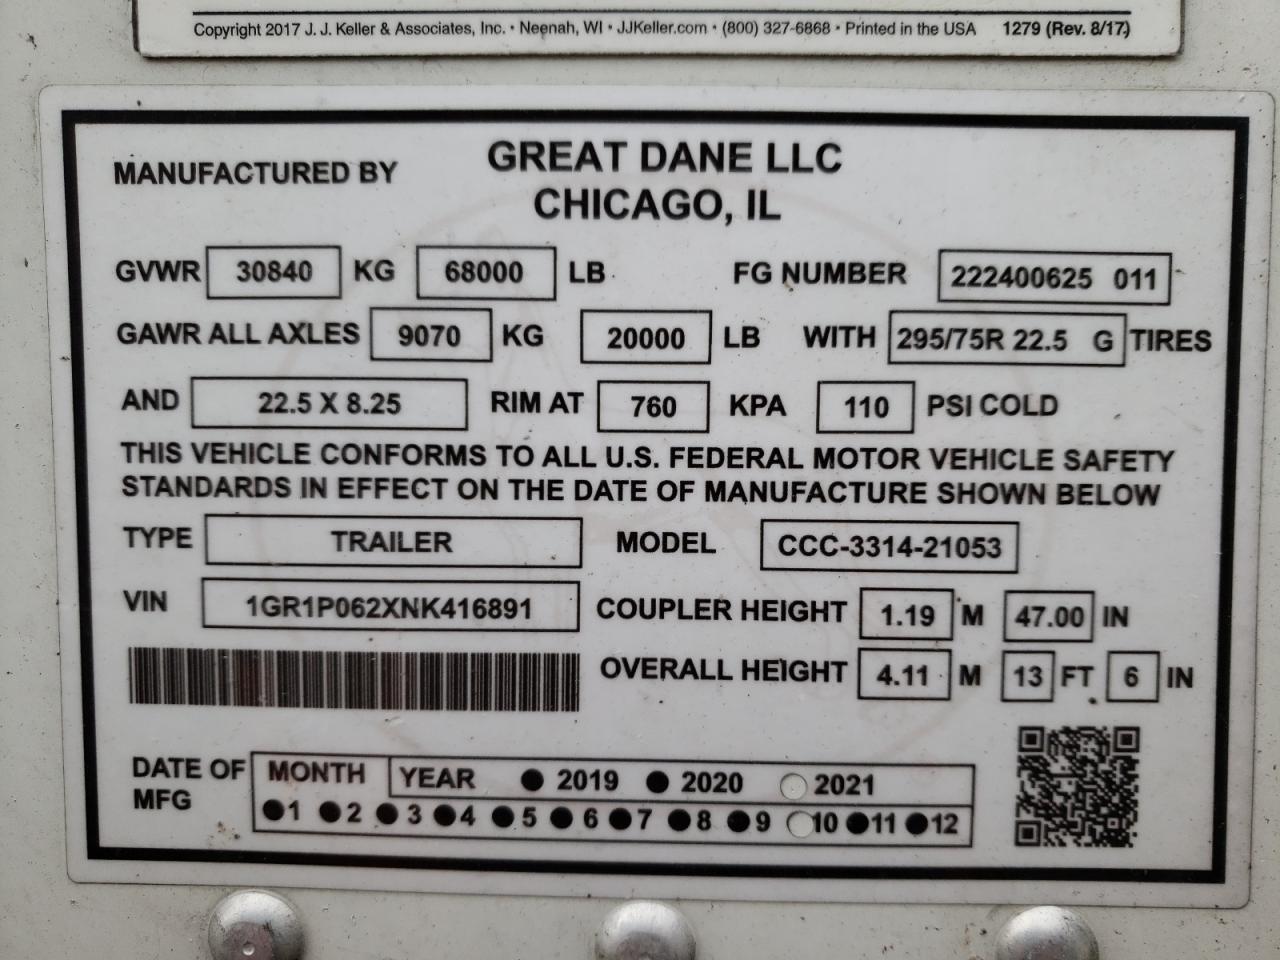 Copyright 2017 J. J. Keller & Associates, Inc. • Neenah, WI • JJKeller.com • (800) 327-6868 • Printed in the USA 1279 (Rev. 8/17)
MANUFACTURED BY GREAT DANE LLC
CHICAGO, IL
GVWR 30840 KG 68000 LB FG NUMBER 222400625 011
GAWR ALL AXLES 9070 KG 20000 LB WITH 295/75R 22.5 G TIRES
AND 22.5 X 8.25 RIM AT 760 KPA 110 PSI COLD
THIS VEHICLE CONFORMS TO ALL U.S. FEDERAL MOTOR VEHICLE SAFETY
STANDARDS IN EFFECT ON THE DATE OF MANUFACTURE SHOWN BELOW
TYPE TRAILER MODEL CCC-3314-21053
VIN 1GR1P062XNK416891 COUPLER HEIGHT 1.19 M 47.00 IN
OVERALL HEIGHT 4.11 M 13 FT 6 IN
DATE OF MFG MONTH YEAR 2019 2020 2021
1 2 3 4 5 6 7 8 9 10 11 12